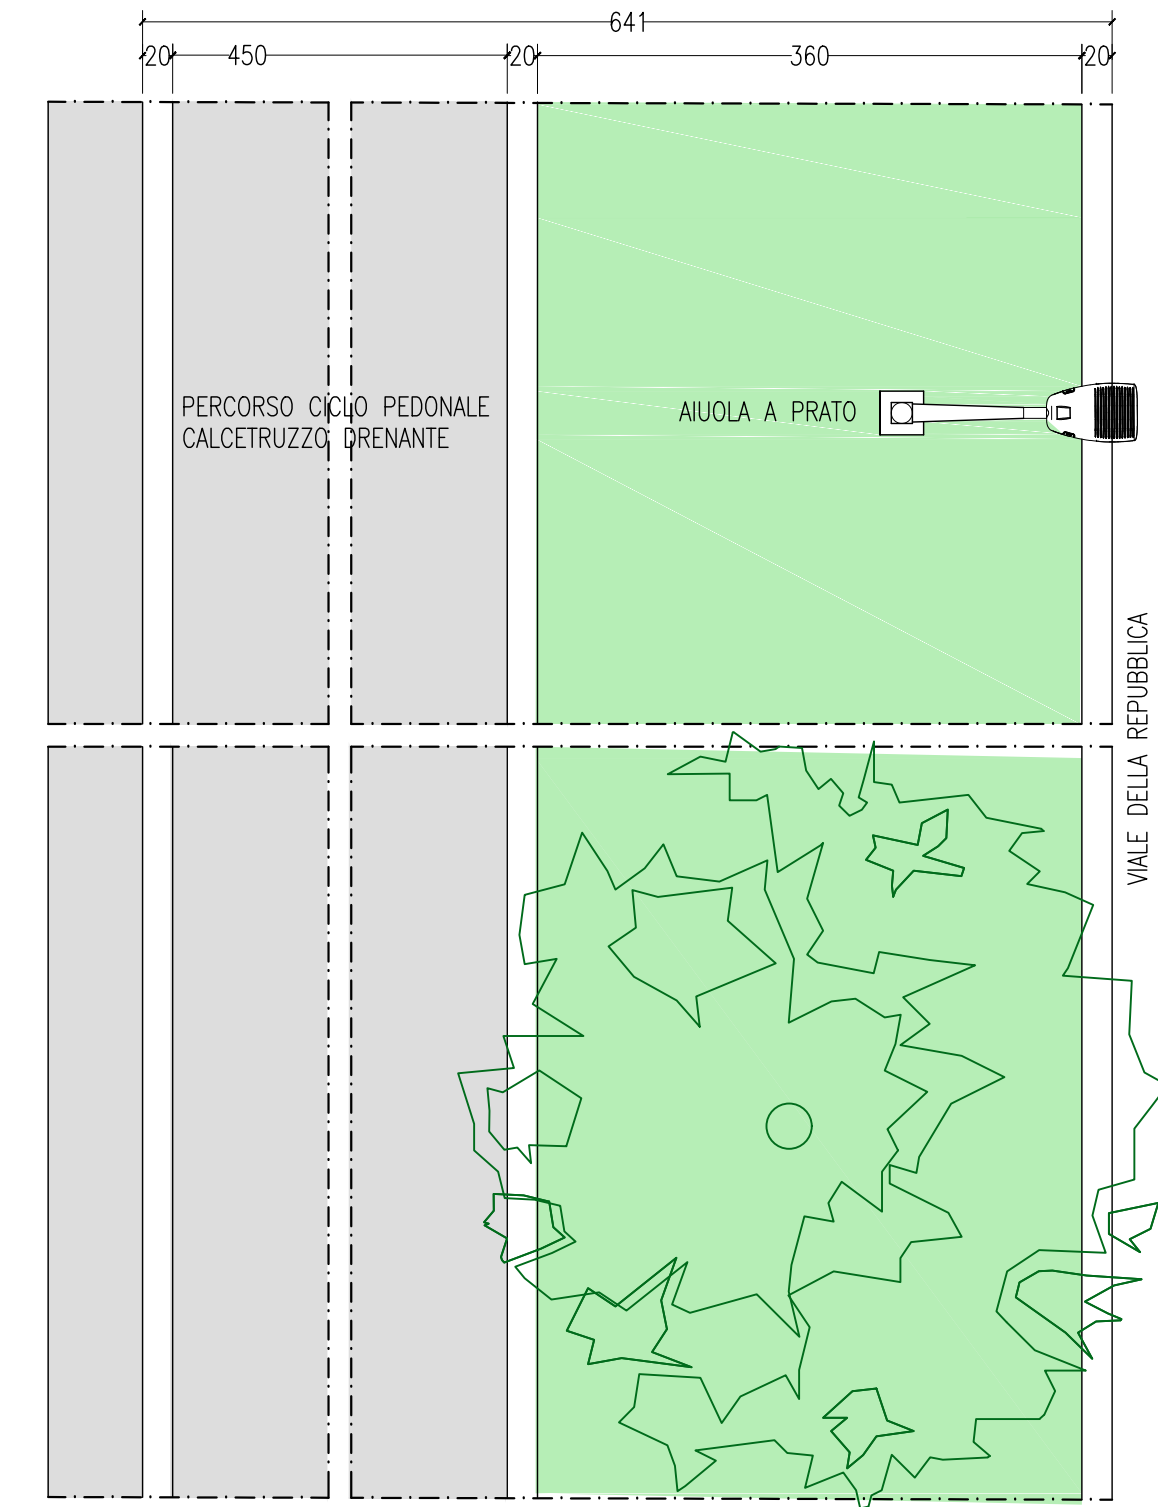 641
20 450 20 360 20
PERCORSO CICLO PEDONALE
CALCETRUZZO DRENANTE
AIUOLA A PRATO
VIALE DELLA REPUBBLICA